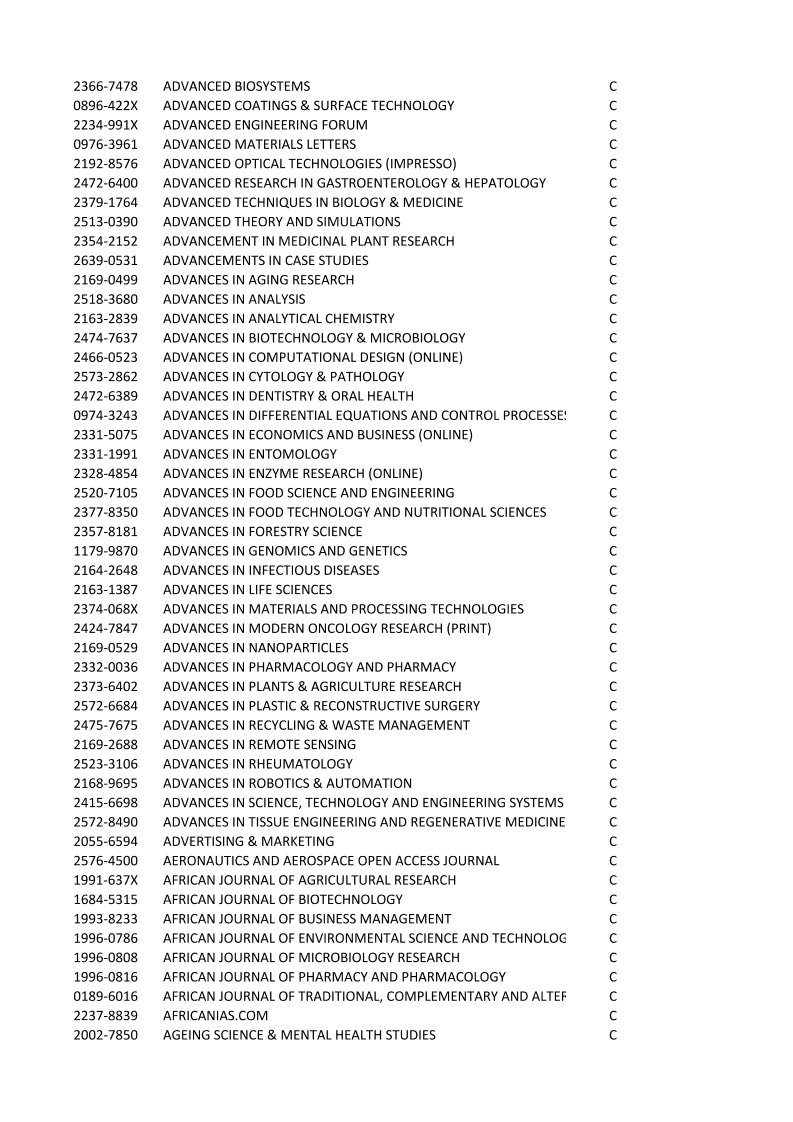 2366-7478 ADVANCED BIOSYSTEMS C
0896-422X ADVANCED COATINGS & SURFACE TECHNOLOGY C
2234-991X ADVANCED ENGINEERING FORUM C
0976-3961 ADVANCED MATERIALS LETTERS C
2192-8576 ADVANCED OPTICAL TECHNOLOGIES (IMPRESSO) C
2472-6400 ADVANCED RESEARCH IN GASTROENTEROLOGY & HEPATOLOGY C
2379-1764 ADVANCED TECHNIQUES IN BIOLOGY & MEDICINE C
2513-0390 ADVANCED THEORY AND SIMULATIONS C
2354-2152 ADVANCEMENT IN MEDICINAL PLANT RESEARCH C
2639-0531 ADVANCEMENTS IN CASE STUDIES C
2169-0499 ADVANCES IN AGING RESEARCH C
2518-3680 ADVANCES IN ANALYSIS C
2163-2839 ADVANCES IN ANALYTICAL CHEMISTRY C
2474-7637 ADVANCES IN BIOTECHNOLOGY & MICROBIOLOGY C
2466-0523 ADVANCES IN COMPUTATIONAL DESIGN (ONLINE) C
2573-2862 ADVANCES IN CYTOLOGY & PATHOLOGY C
2472-6389 ADVANCES IN DENTISTRY & ORAL HEALTH C
0974-3243 ADVANCES IN DIFFERENTIAL EQUATIONS AND CONTROL PROCESSES C
2331-5075 ADVANCES IN ECONOMICS AND BUSINESS (ONLINE) C
2331-1991 ADVANCES IN ENTOMOLOGY C
2328-4854 ADVANCES IN ENZYME RESEARCH (ONLINE) C
2520-7105 ADVANCES IN FOOD SCIENCE AND ENGINEERING C
2377-8350 ADVANCES IN FOOD TECHNOLOGY AND NUTRITIONAL SCIENCES C
2357-8181 ADVANCES IN FORESTRY SCIENCE C
1179-9870 ADVANCES IN GENOMICS AND GENETICS C
2164-2648 ADVANCES IN INFECTIOUS DISEASES C
2163-1387 ADVANCES IN LIFE SCIENCES C
2374-068X ADVANCES IN MATERIALS AND PROCESSING TECHNOLOGIES C
2424-7847 ADVANCES IN MODERN ONCOLOGY RESEARCH (PRINT) C
2169-0529 ADVANCES IN NANOPARTICLES C
2332-0036 ADVANCES IN PHARMACOLOGY AND PHARMACY C
2373-6402 ADVANCES IN PLANTS & AGRICULTURE RESEARCH C
2572-6684 ADVANCES IN PLASTIC & RECONSTRUCTIVE SURGERY C
2475-7675 ADVANCES IN RECYCLING & WASTE MANAGEMENT C
2169-2688 ADVANCES IN REMOTE SENSING C
2523-3106 ADVANCES IN RHEUMATOLOGY C
2168-9695 ADVANCES IN ROBOTICS & AUTOMATION C
2415-6698 ADVANCES IN SCIENCE, TECHNOLOGY AND ENGINEERING SYSTEMS C
2572-8490 ADVANCES IN TISSUE ENGINEERING AND REGENERATIVE MEDICINE C
2055-6594 ADVERTISING & MARKETING C
2576-4500 AERONAUTICS AND AEROSPACE OPEN ACCESS JOURNAL C
1991-637X AFRICAN JOURNAL OF AGRICULTURAL RESEARCH C
1684-5315 AFRICAN JOURNAL OF BIOTECHNOLOGY C
1993-8233 AFRICAN JOURNAL OF BUSINESS MANAGEMENT C
1996-0786 AFRICAN JOURNAL OF ENVIRONMENTAL SCIENCE AND TECHNOLOG C
1996-0808 AFRICAN JOURNAL OF MICROBIOLOGY RESEARCH C
1996-0816 AFRICAN JOURNAL OF PHARMACY AND PHARMACOLOGY C
0189-6016 AFRICAN JOURNAL OF TRADITIONAL, COMPLEMENTARY AND ALTER C
2237-8839 AFRICANIAS.COM C
2002-7850 AGEING SCIENCE & MENTAL HEALTH STUDIES C